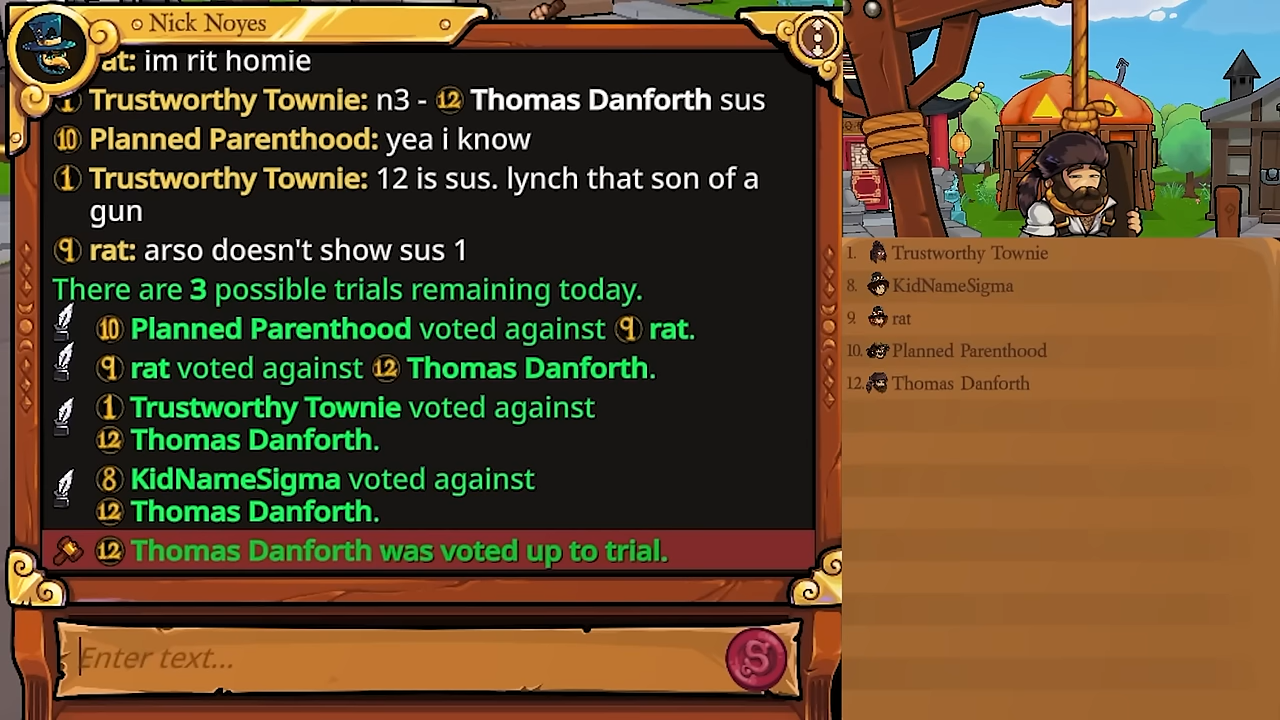 Nick Noyes
rat: im rit homie
1 Trustworthy Townie: n3 - 12 Thomas Danforth sus
10 Planned Parenthood: yea i know
1 Trustworthy Townie: 12 is sus. lynch that son of a
gun
9 rat: arso doesn't show sus 1
There are 3 possible trials remaining today.
10 Planned Parenthood voted against 9 rat.
9 rat voted against 12 Thomas Danforth.
1 Trustworthy Townie voted against
12 Thomas Danforth.
8 KidNameSigma voted against
12 Thomas Danforth.
12 Thomas Danforth was voted up to trial.
Enter text...
S
1. Trustworthy Townie
8. KidNameSigma
9. rat
10. Planned Parenthood
12. Thomas Danforth